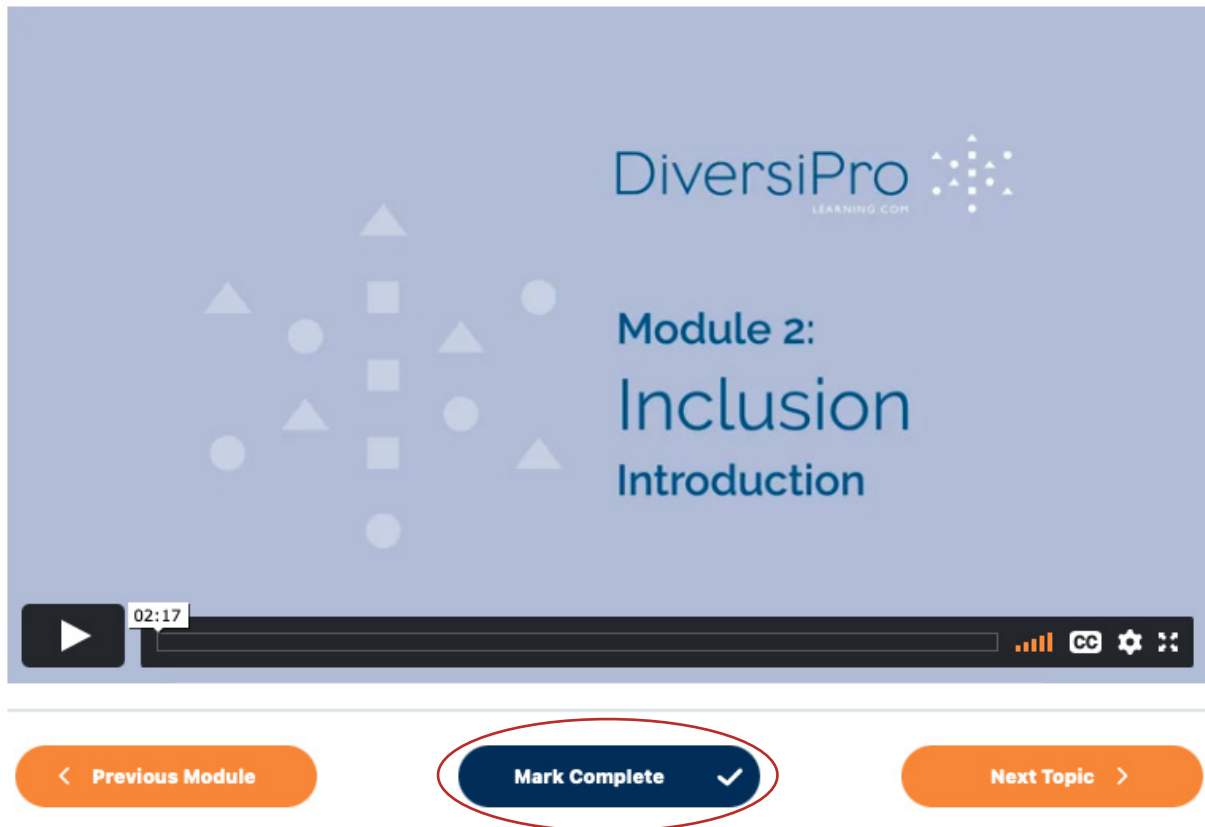 DiversiPro
LEARNING.COM
Module 2:
Inclusion
Introduction
02:17
CC
Previous Module
Mark Complete
Next Topic